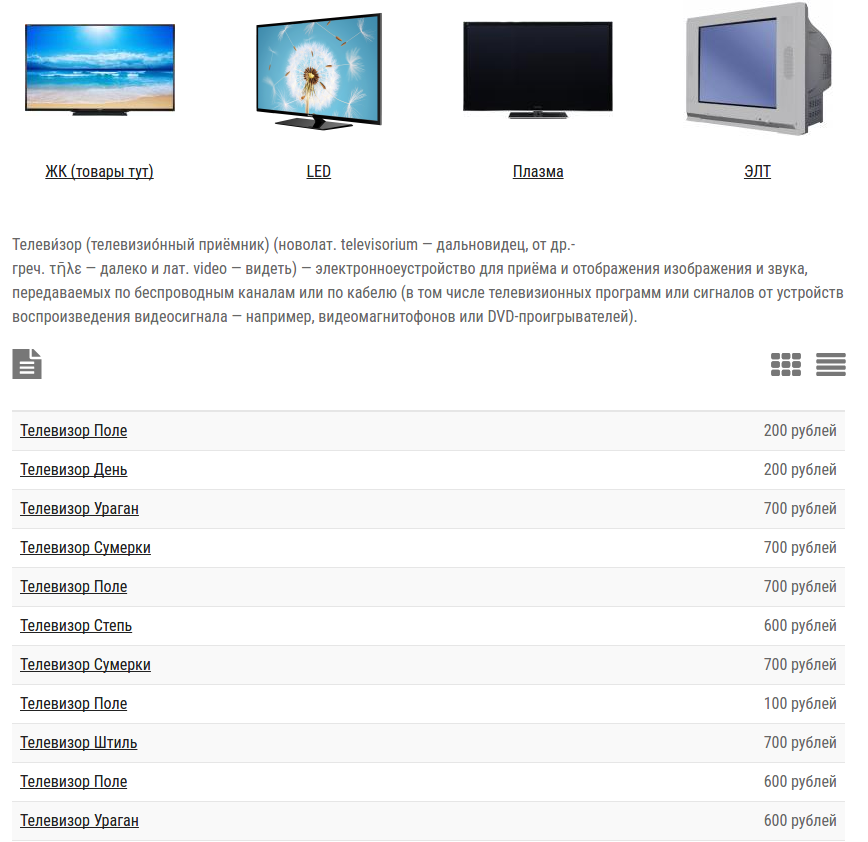 ЖК (товары тут)
LED
Плазма
ЭЛТ
Телеви́зор (телевизио́нный приёмник) (новолат. televisorium — дальновидец, от др.-
греч. τῆλε — далеко и лат. video — видеть) — электронноеустройство для приёма и отображения изображения и звука,
передаваемых по беспроводным каналам или по кабелю (в том числе телевизионных программ или сигналов от устройств
воспроизведения видеосигнала — например, видеомагнитофонов или DVD-проигрывателей).
Телевизор Поле 200 рублей
Телевизор День 200 рублей
Телевизор Ураган 700 рублей
Телевизор Сумерки 700 рублей
Телевизор Поле 700 рублей
Телевизор Степь 600 рублей
Телевизор Сумерки 700 рублей
Телевизор Поле 100 рублей
Телевизор Штиль 700 рублей
Телевизор Поле 600 рублей
Телевизор Ураган 600 рублей